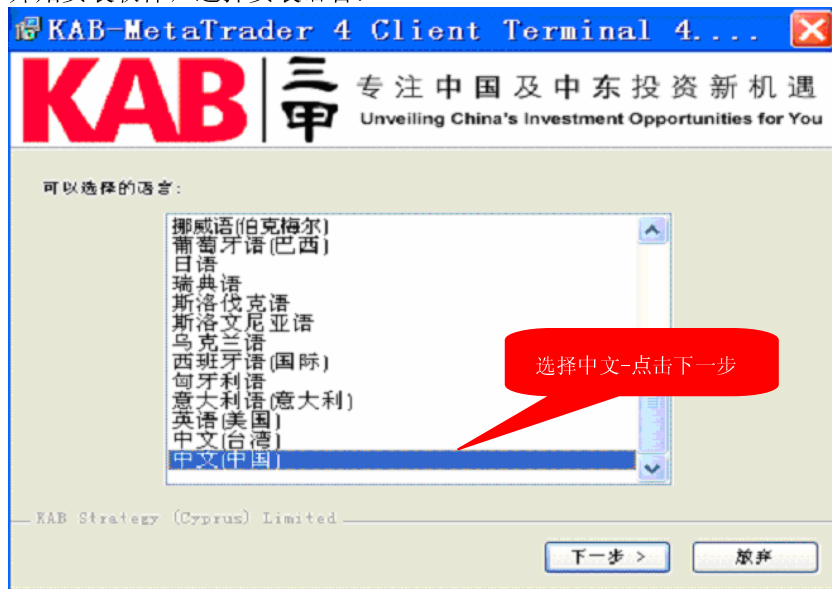 KAB-MetaTrader 4 Client Terminal 4....
KAB 三甲
专注中国及中东投资新机遇
Unveiling China's Investment Opportunities for You
可以选择的语言:
挪威语(伯克梅尔)
葡萄牙语(巴西)
日语
瑞典语
斯洛伐克语
斯洛文尼亚语
乌克兰语
西班牙语(国际)
匈牙利语
意大利语(意大利)
英语(美国)
中文(台湾)
中文(中国)
选择中文-点击下一步
KAB Strategy (Cyprus) Limited
下一步 >
放弃